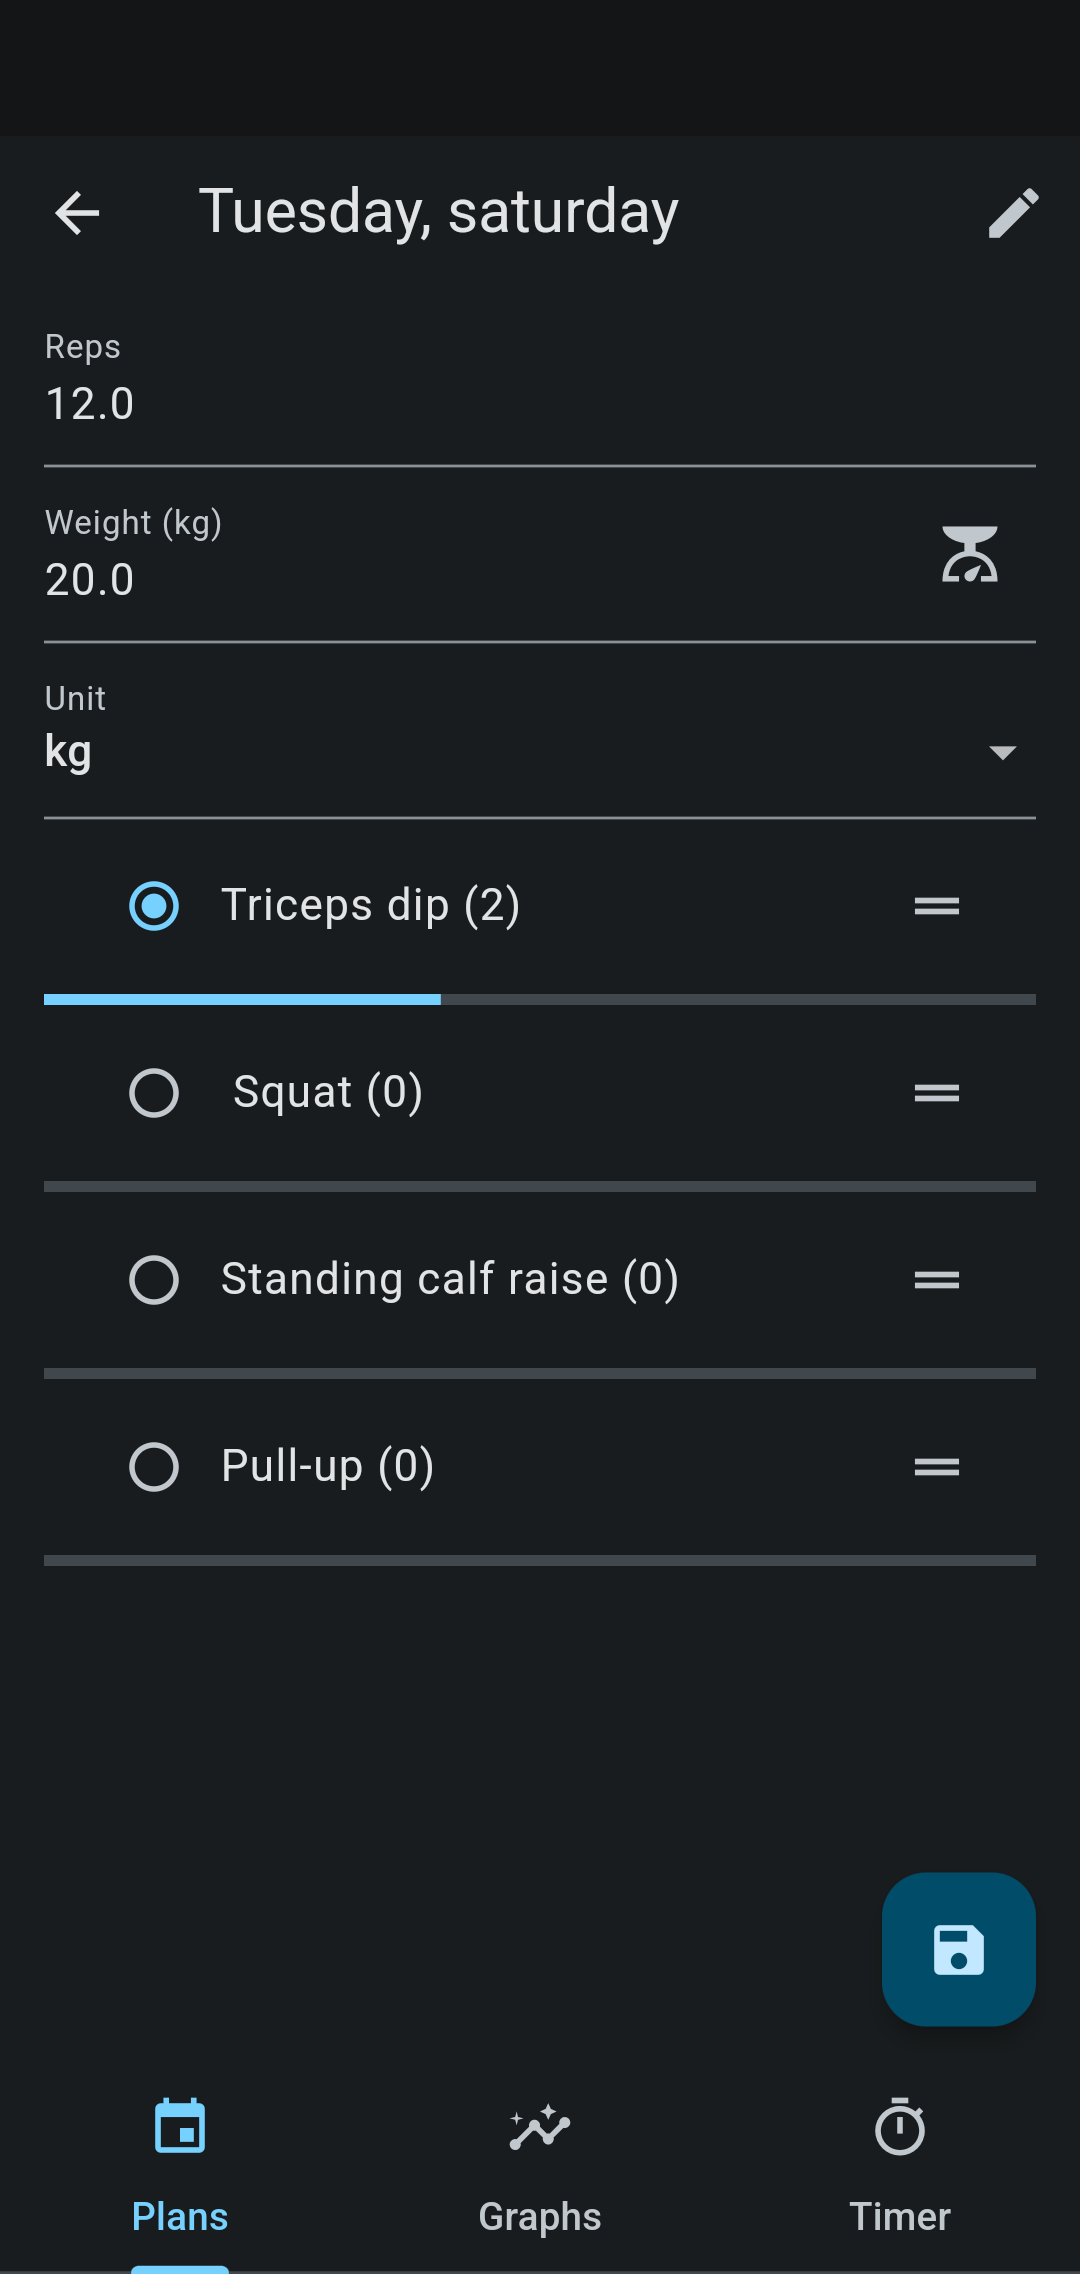 Tuesday, saturday
Reps
12.0
Weight (kg)
20.0
Unit
kg
Triceps dip (2)
Squat (0)
Standing calf raise (0)
Pull-up (0)
Plans
Graphs
Timer